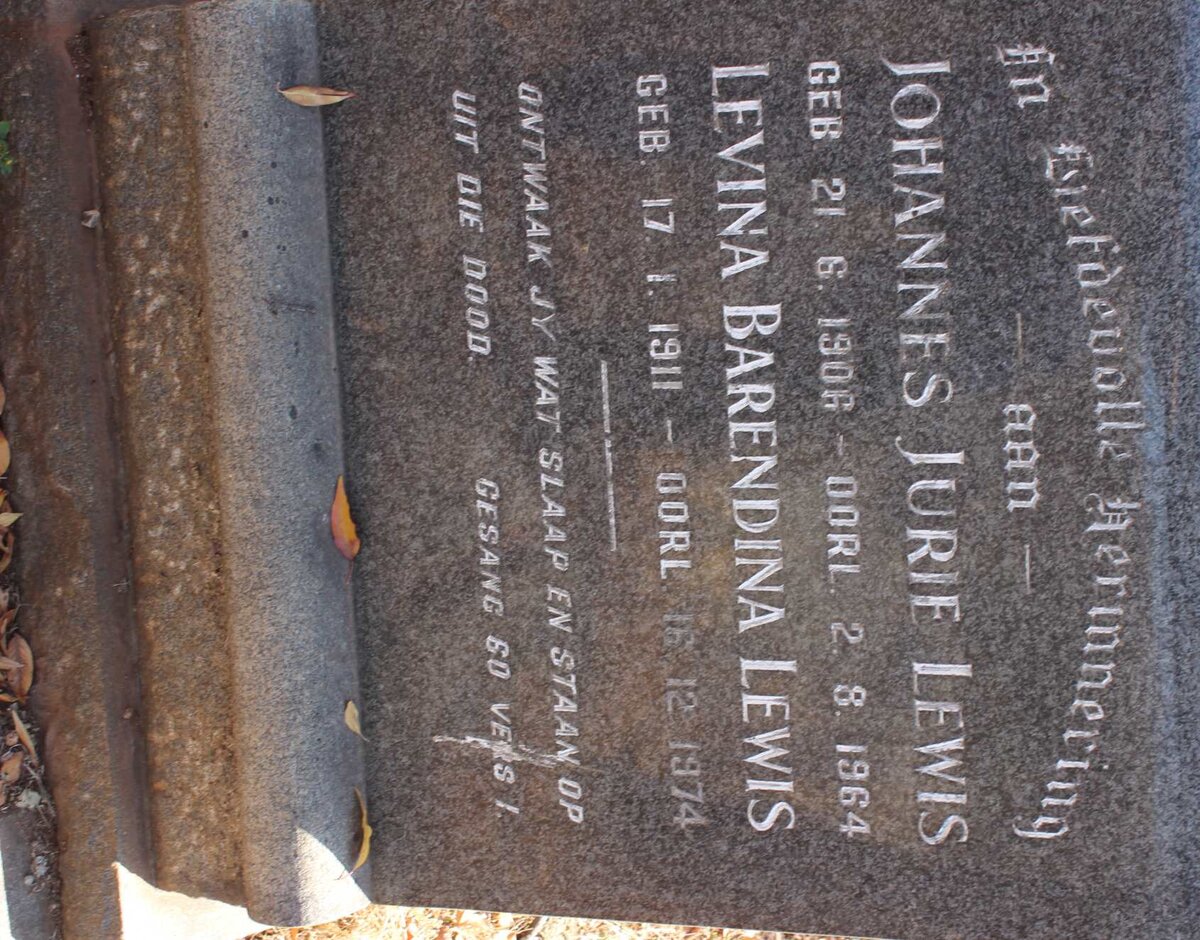 In Liefdevolle Herinnering
— aan —
JOHANNES JURIE LEWIS
GEB 21. 6. 1906 - OORL. 2. 8. 1964
LEVINA BARENDINA LEWIS
GEB. 17. 1. 1911 - OORL 16. 12. 1974
ONTWAAK JY WAT SLAAP EN STAAN OP
UIT DIE DOOD.
GESANG 60 VERS 1.